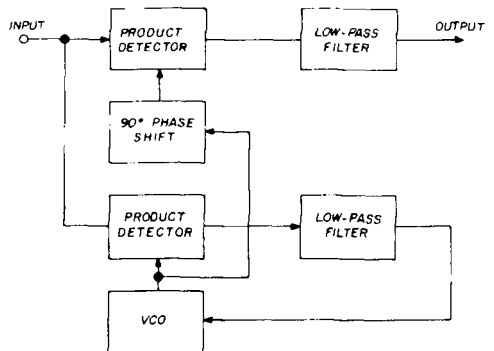 INPUT
PRODUCT
DETECTOR
LOW-PASS
FILTER
OUTPUT
90° PHASE
SHIFT
PRODUCT
DETECTOR
LOW-PASS
FILTER
VCO